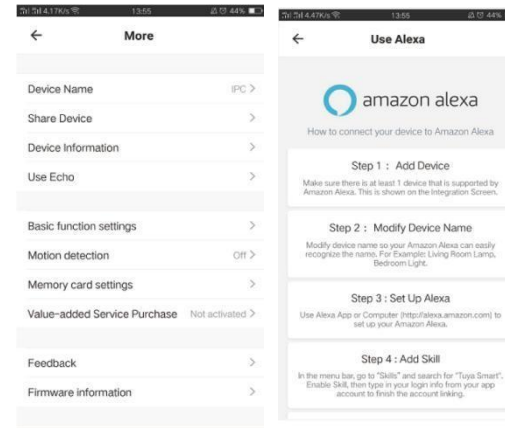 4.17K/s 13:55 44%
More
Device Name IPC >
Share Device >
Device Information >
Use Echo >
Basic function settings >
Motion detection Off >
Memory card settings >
Value-added Service Purchase Not activated >
Feedback >
Firmware information >
4.47K/s 13:55 44%
Use Alexa
amazon alexa
How to connect your device to Amazon Alexa
Step 1 : Add Device
Make sure there is at least 1 device that is supported by
Amazon Alexa. This is shown on the Integration Screen.
Step 2 : Modify Device Name
Modify device name so your Amazon Alexa can easily
recognize the name. For Example: Living Room Lamp,
Bedroom Light.
Step 3 : Set Up Alexa
Use Alexa App or Computer (http://alexa.amazon.com) to
set up your Amazon Alexa.
Step 4 : Add Skill
In the menu bar, go to "Skills" and search for "Tuya Smart".
Enable Skill, then type in your login info from your app
account to finish the account linking.